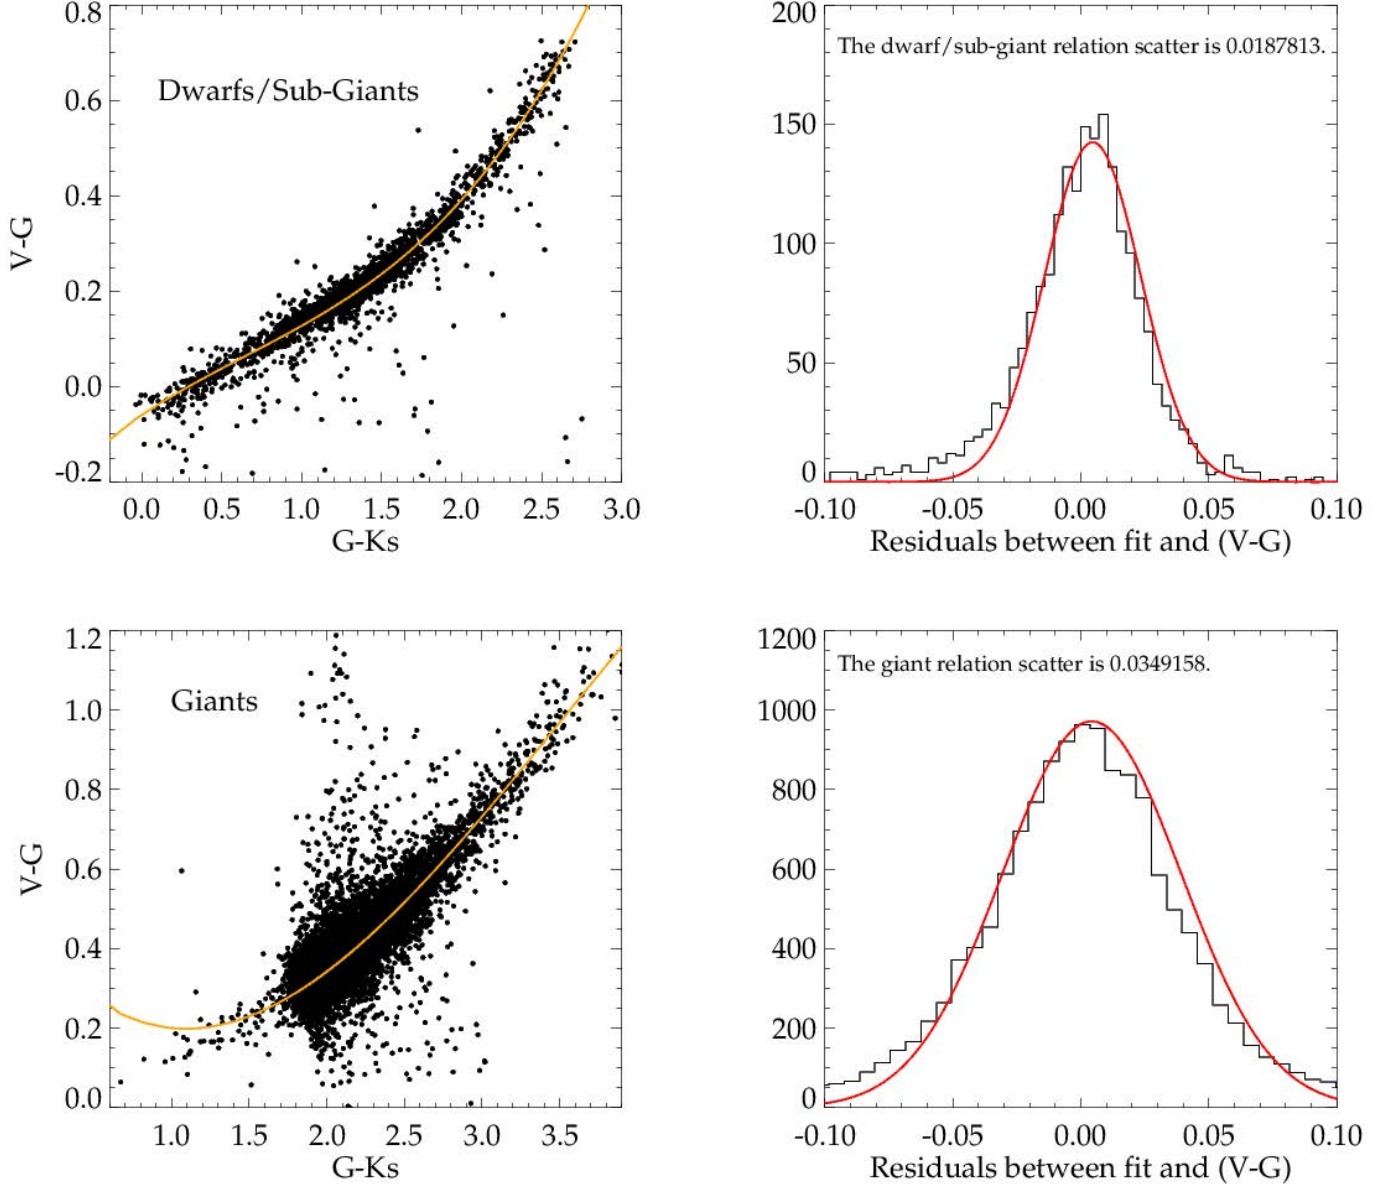 0.8
0.6
0.4
0.2
0.0
-0.2
V-G
Dwarfs/Sub-Giants
0.0 0.5 1.0 1.5 2.0 2.5 3.0
G-Ks
200
150
100
50
0
The dwarf/sub-giant relation scatter is 0.0187813.
-0.10 -0.05 0.00 0.05 0.10
Residuals between fit and (V-G)
1.2
1.0
0.8
0.6
0.4
0.2
0.0
V-G
Giants
1.0 1.5 2.0 2.5 3.0 3.5
G-Ks
1200
1000
800
600
400
200
0
The giant relation scatter is 0.0349158.
-0.10 -0.05 0.00 0.05 0.10
Residuals between fit and (V-G)